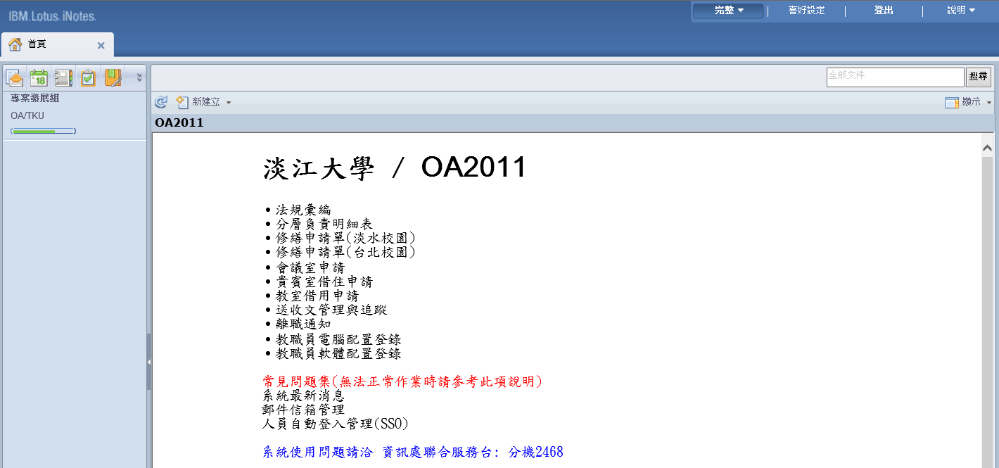 IBM.Lotus.iNotes.
完整
喜好設定
登出
說明
首頁
18
專案發展組
OA/TKU
全部文件
搜尋
新建立
顯示
OA2011
淡江大學 / OA2011
•法規彙編
•分層負責明細表
•修繕申請單(淡水校園)
•修繕申請單(台北校園)
•會議室申請
•貴賓室借住申請
•教室借用申請
•送收文管理與追蹤
•離職通知
•教職員電腦配置登錄
•教職員軟體配置登錄
常見問題集(無法正常作業時請參考此項說明)
系統最新消息
郵件信箱管理
人員自動登入管理(SSO)
系統使用問題請洽 資訊處聯合服務台: 分機2468